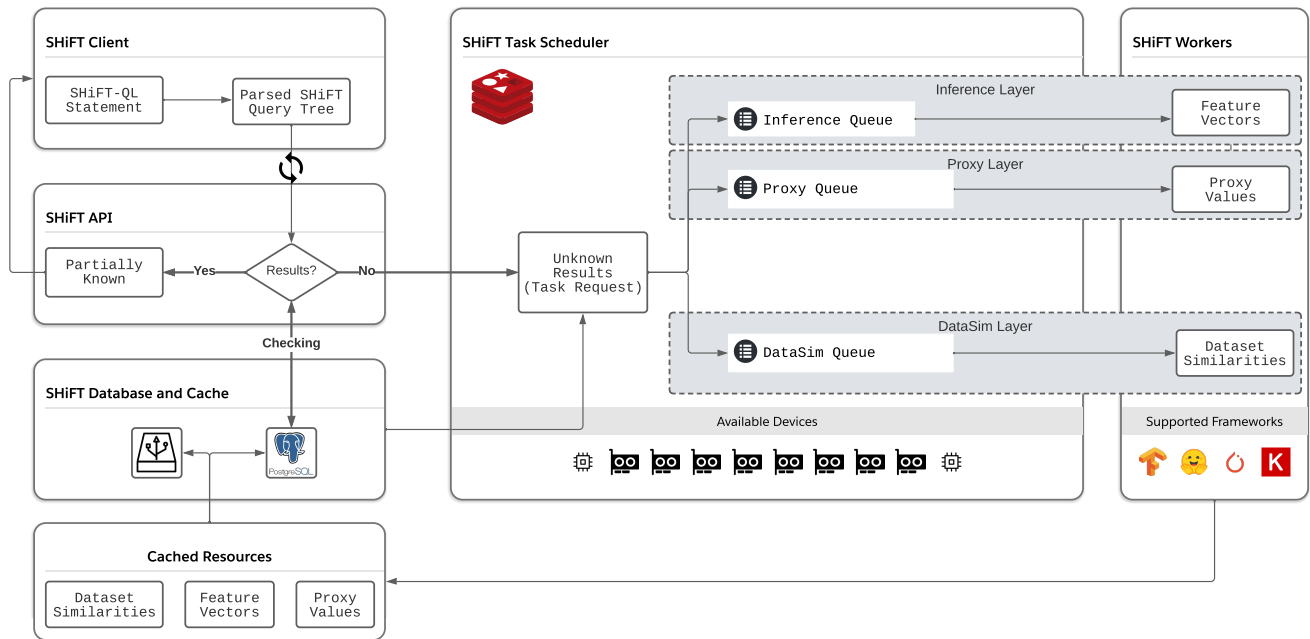 SHiFT Client
SHiFT-QL
Statement
Parsed SHiFT
Query Tree
SHiFT API
Partially
Known
Yes
Results?
No
Checking
SHiFT Database and Cache
PostgreSQL
Cached Resources
Dataset
Similarities
Feature
Vectors
Proxy
Values
SHiFT Task Scheduler
Unknown
Results
(Task Request)
Inference Layer
Inference Queue
Proxy Layer
Proxy Queue
DataSim Layer
DataSim Queue
Available Devices
SHiFT Workers
Feature
Vectors
Proxy
Values
Dataset
Similarities
Supported Frameworks
K